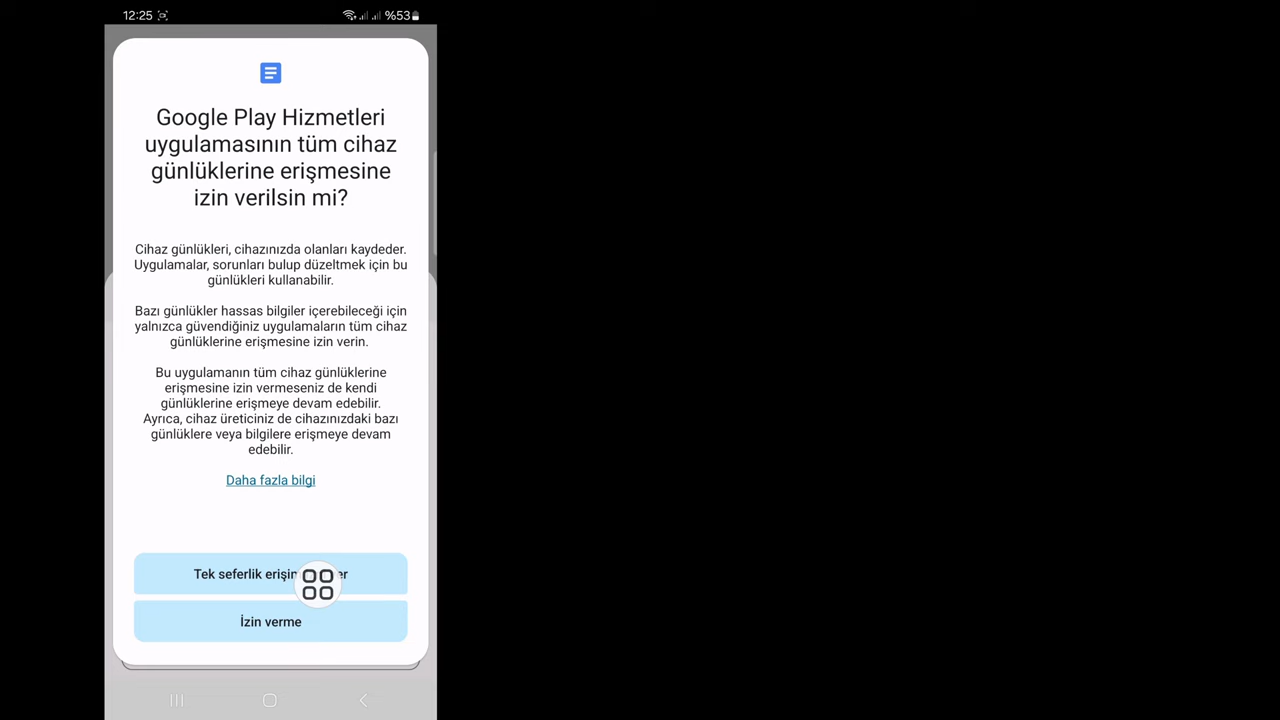 12:25
%53
Google Play Hizmetleri
uygulamasının tüm cihaz
günlüklerine erişmesine
izin verilsin mi?
Cihaz günlükleri, cihazınızda olanları kaydeder.
Uygulamalar, sorunları bulup düzeltmek için bu
günlükleri kullanabilir.
Bazı günlükler hassas bilgiler içerebileceği için
yalnızca güvendiğiniz uygulamaların tüm cihaz
günlüklerine erişmesine izin verin.
Bu uygulamanın tüm cihaz günlüklerine
erişmesine izin vermeseniz de kendi
günlüklerine erişmeye devam edebilir.
Ayrıca, cihaz üreticiniz de cihazınızdaki bazı
günlüklere veya bilgilere erişmeye devam
edebilir.
Daha fazla bilgi
Tek seferlik
İzin verme